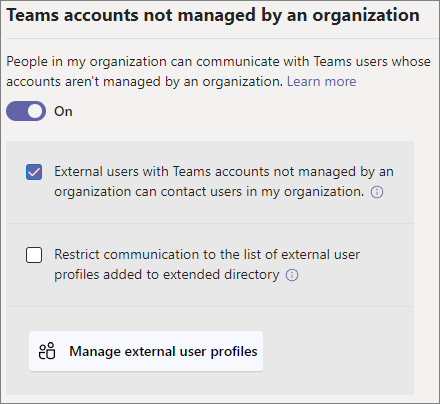 Teams accounts not managed by an organization
People in my organization can communicate with Teams users whose
accounts aren't managed by an organization. Learn more
On
External users with Teams accounts not managed by an
organization can contact users in my organization.
Restrict communication to the list of external user
profiles added to extended directory
Manage external user profiles